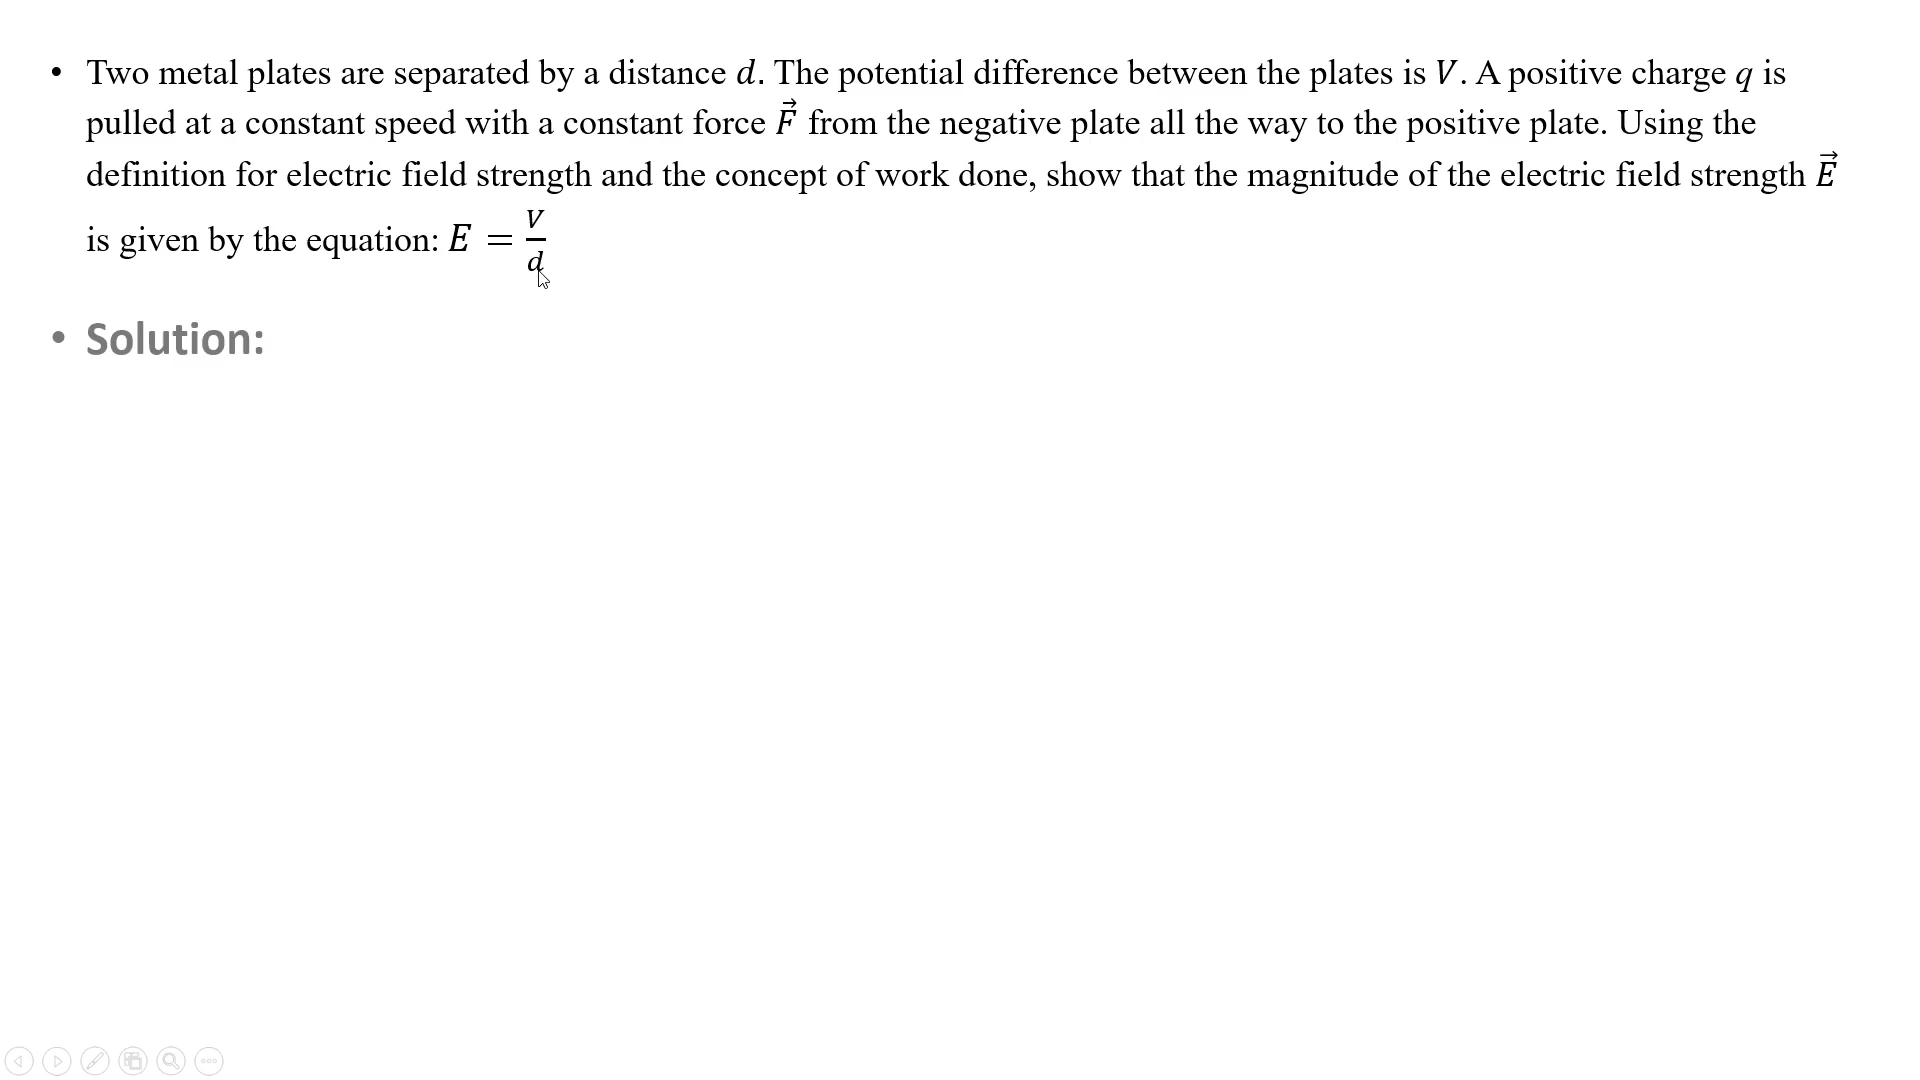 • Two metal plates are separated by a distance d. The potential difference between the plates is V. A positive charge q is
pulled at a constant speed with a constant force F⃗ from the negative plate all the way to the positive plate. Using the
definition for electric field strength and the concept of work done, show that the magnitude of the electric field strength E⃗
is given by the equation: E = V/d
• Solution: